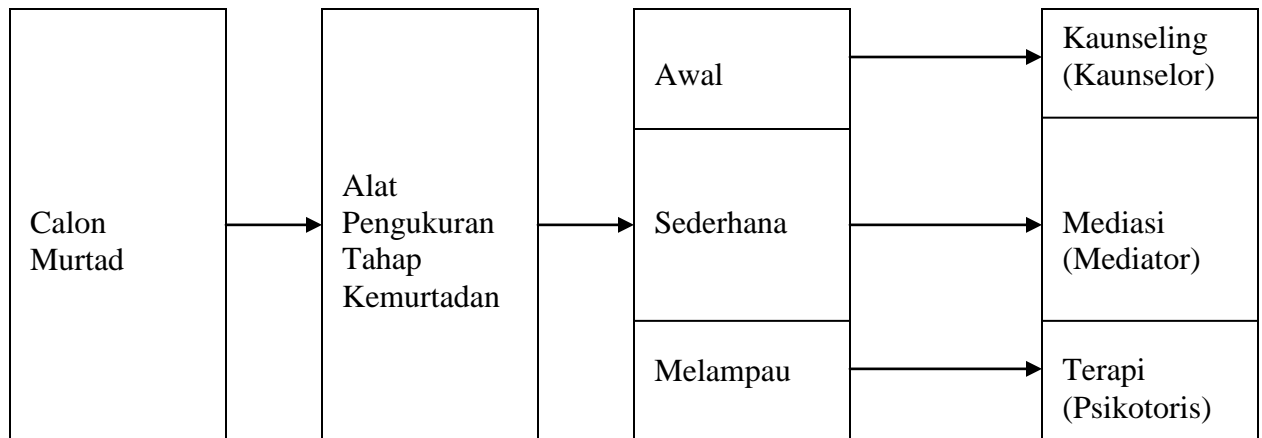 Calon
Murtad
Alat
Pengukuran
Tahap
Kemurtadan
Awal
Sederhana
Melampau
Kaunseling
(Kaunselor)
Mediasi
(Mediator)
Terapi
(Psikotoris)